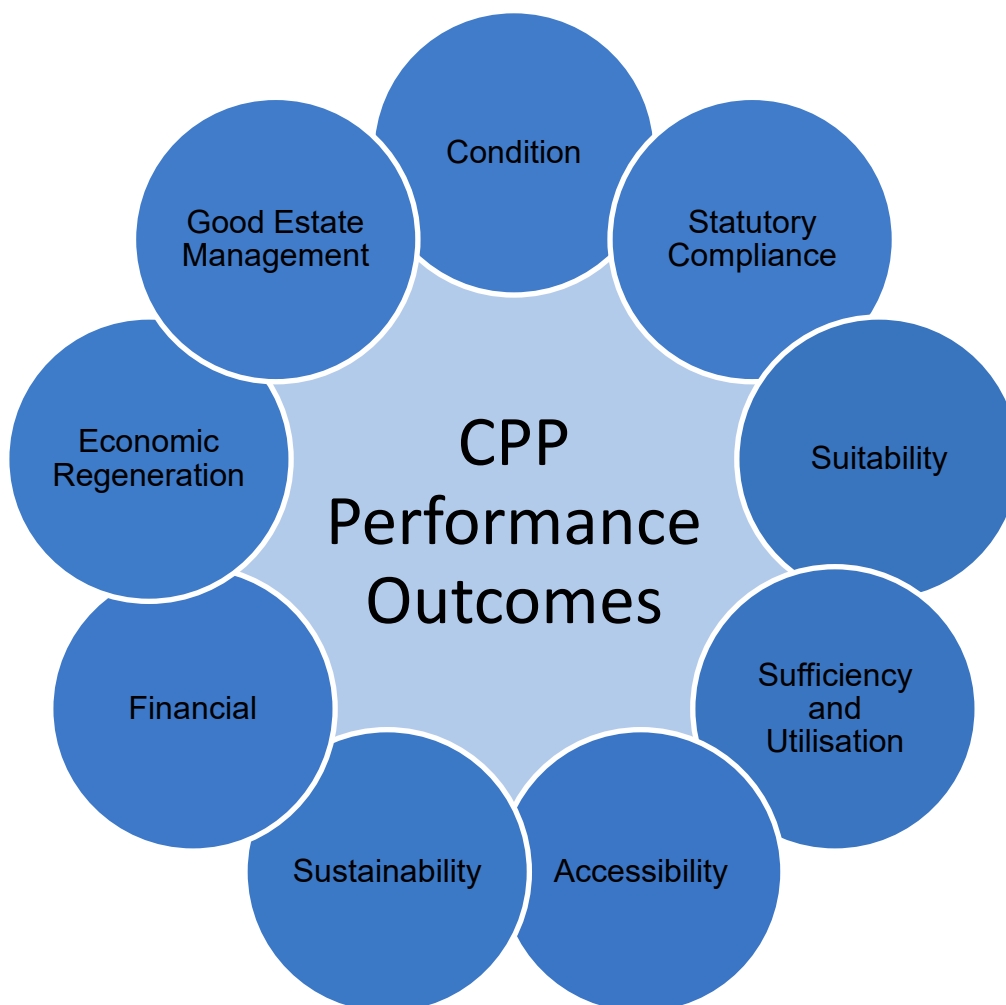 Condition
Statutory
Compliance
Suitability
Sufficiency
and
Utilisation
Accessibility
Sustainability
Financial
Economic
Regeneration
Good Estate
Management
CPP
Performance
Outcomes